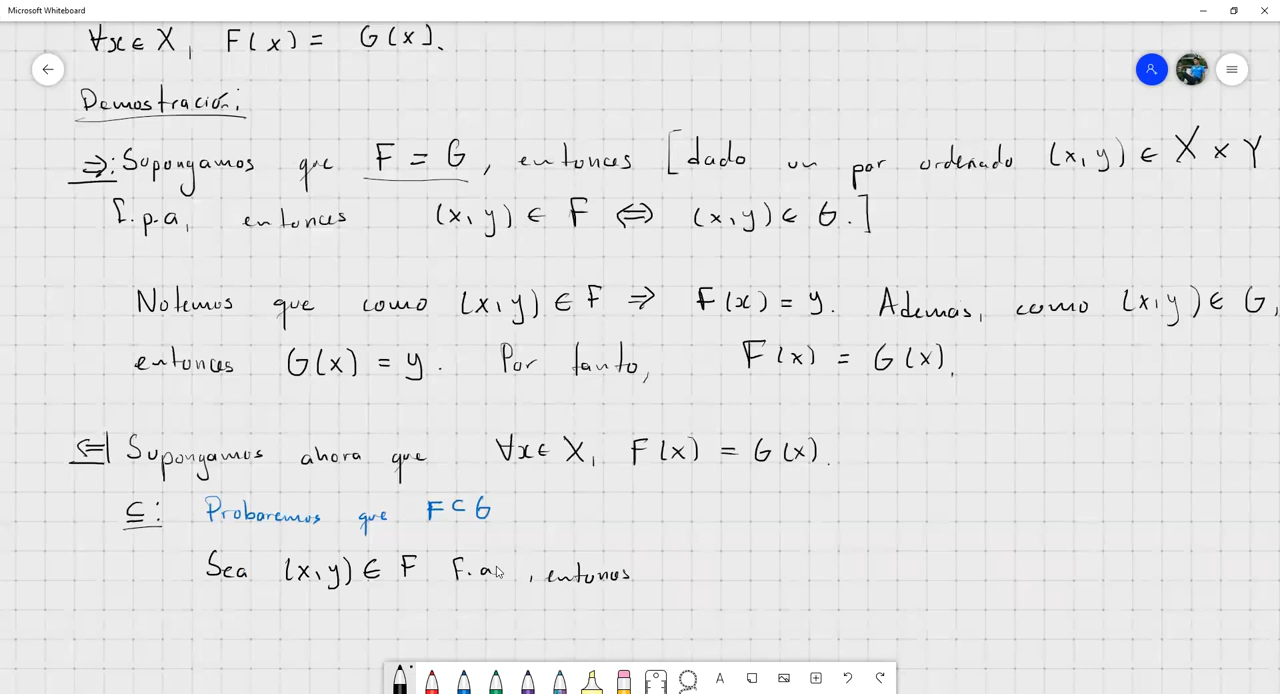 Microsoft Whiteboard
∀x ∈ X, F(x) = G(x).
Demostración:
⇒: Supongamos que F = G, entonces [dado un par ordenado (x,y) ∈ X × Y
f.p.a, entonces (x,y) ∈ F ⇔ (x,y) ∈ G.]
Notemos que como (x,y) ∈ F ⇒ F(x) = y. Ademas, como (x,y) ∈ G,
entonces G(x) = y. Por tanto, F(x) = G(x).
⇐| Supongamos ahora que ∀x ∈ X, F(x) = G(x).
⊆: Probaremos que F ⊂ G
Sea (x,y) ∈ F f.a, entonces